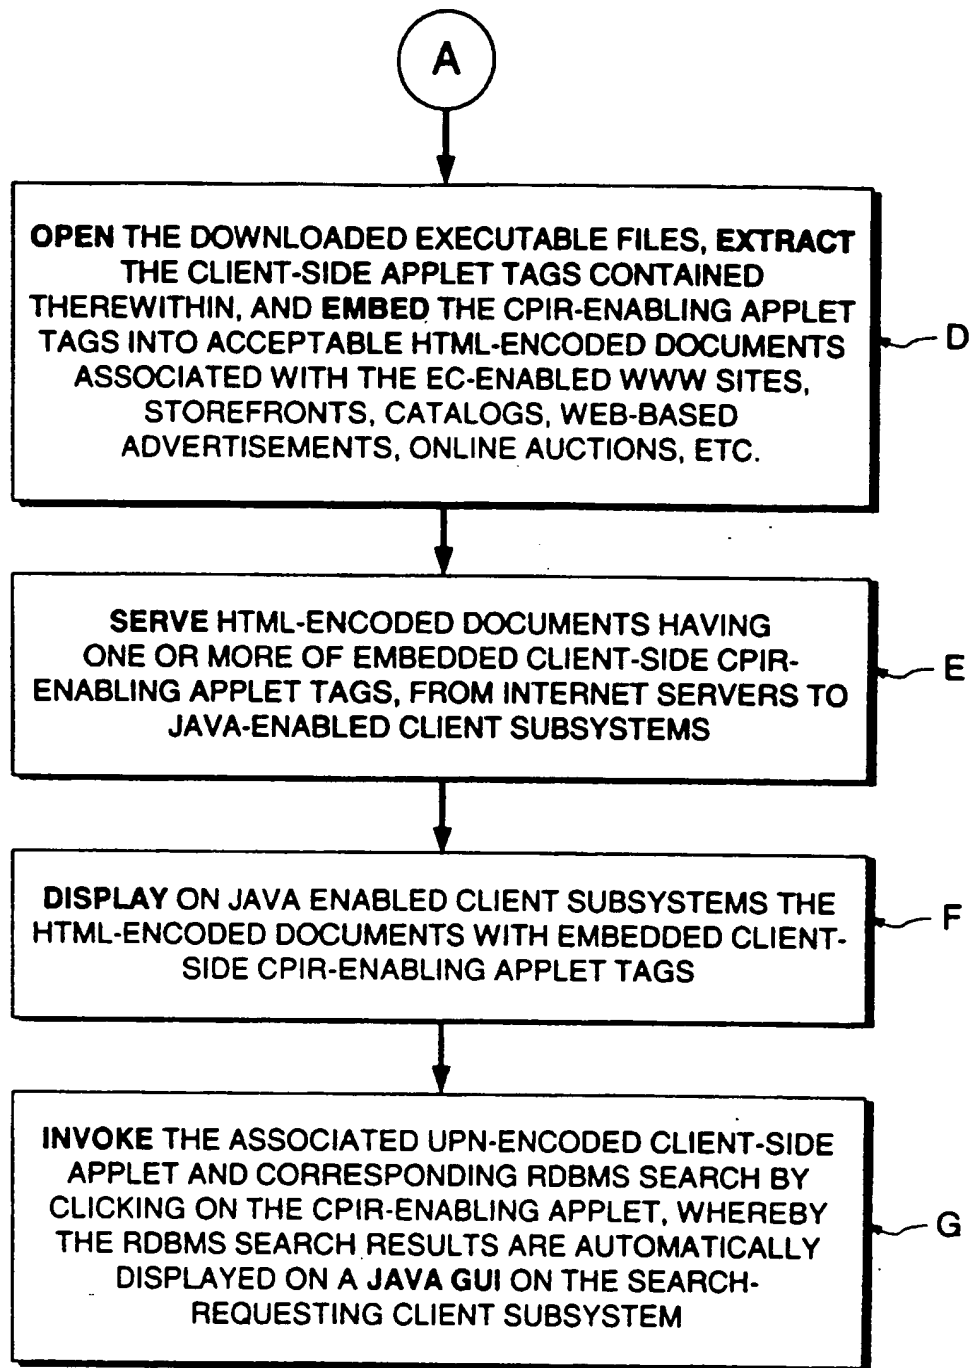 A
OPEN THE DOWNLOADED EXECUTABLE FILES, EXTRACT
THE CLIENT-SIDE APPLET TAGS CONTAINED
THEREWITHIN, AND EMBED THE CPIR-ENABLING APPLET
TAGS INTO ACCEPTABLE HTML-ENCODED DOCUMENTS
ASSOCIATED WITH THE EC-ENABLED WWW SITES,
STOREFRONTS, CATALOGS, WEB-BASED
ADVERTISEMENTS, ONLINE AUCTIONS, ETC.
D
SERVE HTML-ENCODED DOCUMENTS HAVING
ONE OR MORE OF EMBEDDED CLIENT-SIDE CPIR-
ENABLING APPLET TAGS, FROM INTERNET SERVERS TO
JAVA-ENABLED CLIENT SUBSYSTEMS
E
DISPLAY ON JAVA ENABLED CLIENT SUBSYSTEMS THE
HTML-ENCODED DOCUMENTS WITH EMBEDDED CLIENT-
SIDE CPIR-ENABLING APPLET TAGS
F
INVOKE THE ASSOCIATED UPN-ENCODED CLIENT-SIDE
APPLET AND CORRESPONDING RDBMS SEARCH BY
CLICKING ON THE CPIR-ENABLING APPLET, WHEREBY
THE RDBMS SEARCH RESULTS ARE AUTOMATICALLY
DISPLAYED ON A JAVA GUI ON THE SEARCH-
REQUESTING CLIENT SUBSYSTEM
G